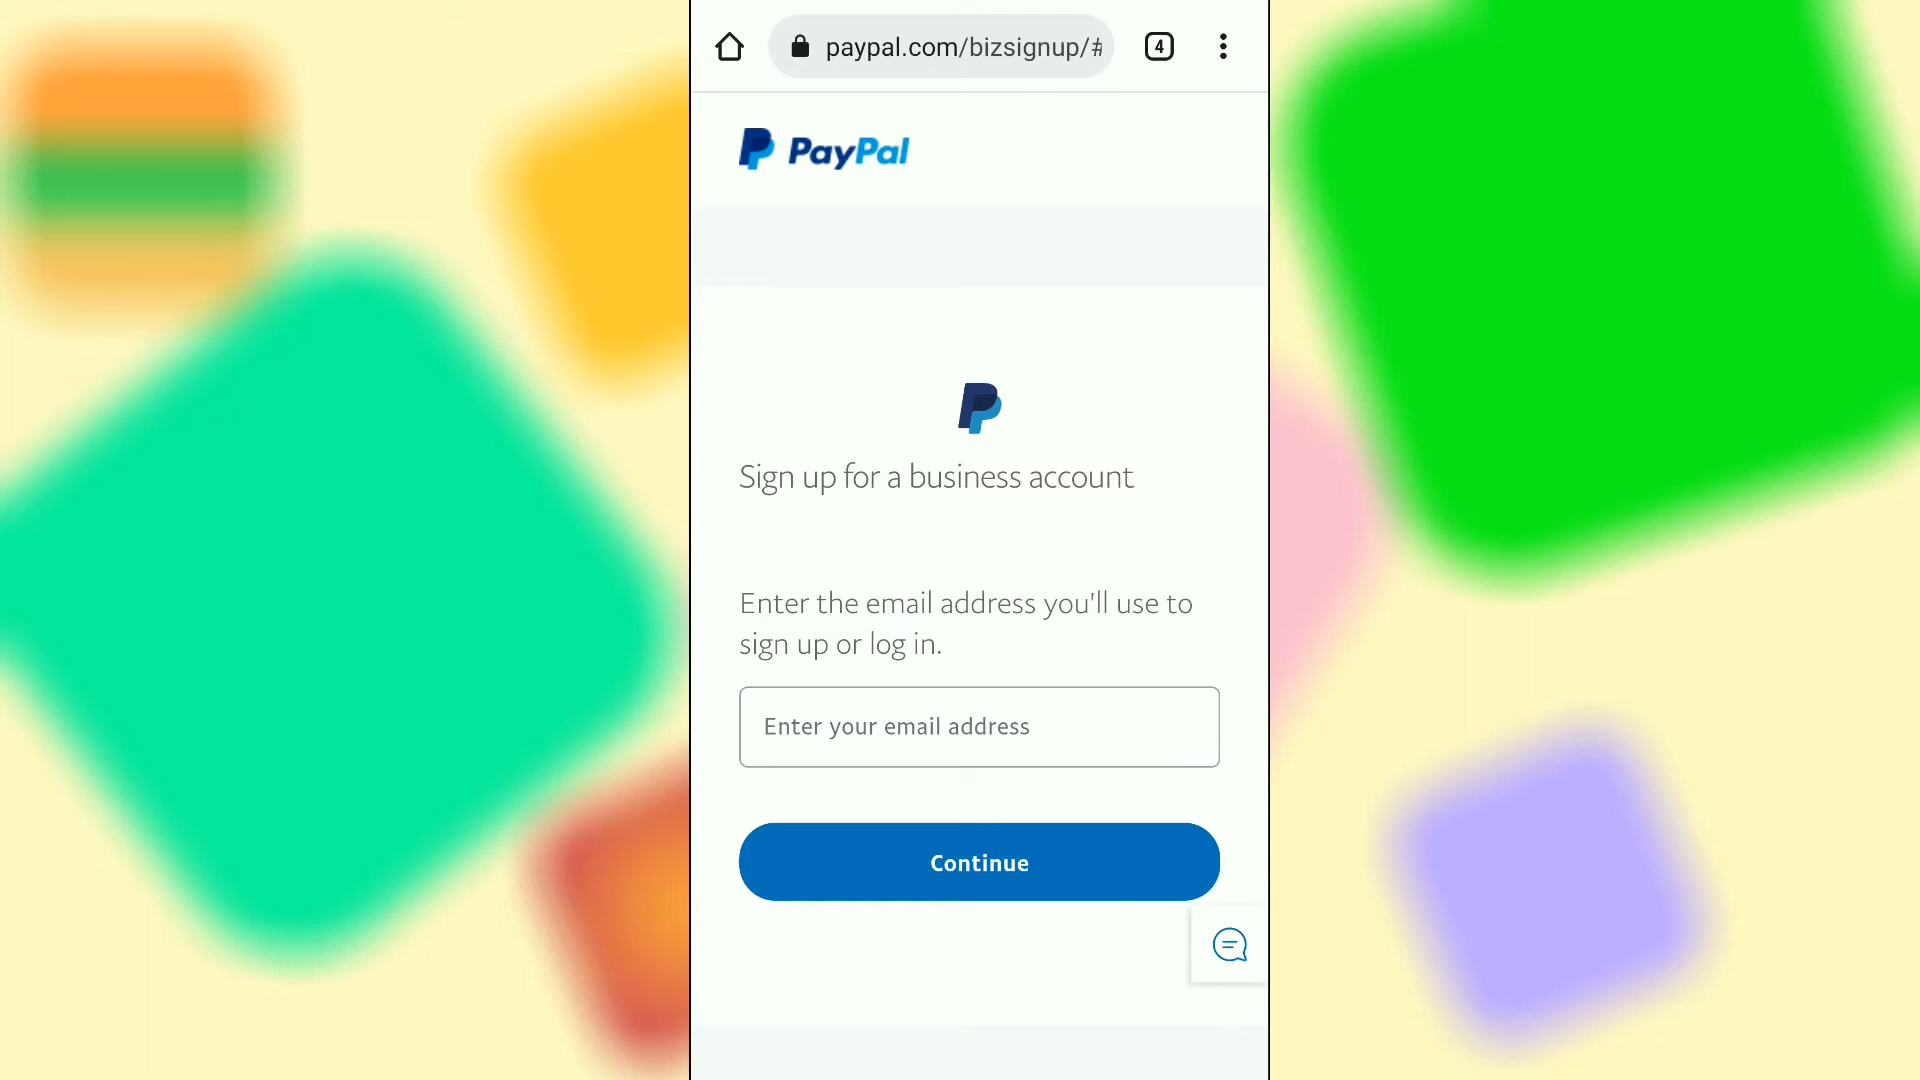 paypal.com/bizsignup/#
4
PayPal
Sign up for a business account
Enter the email address you'll use to
sign up or log in.
Enter your email address
Continue